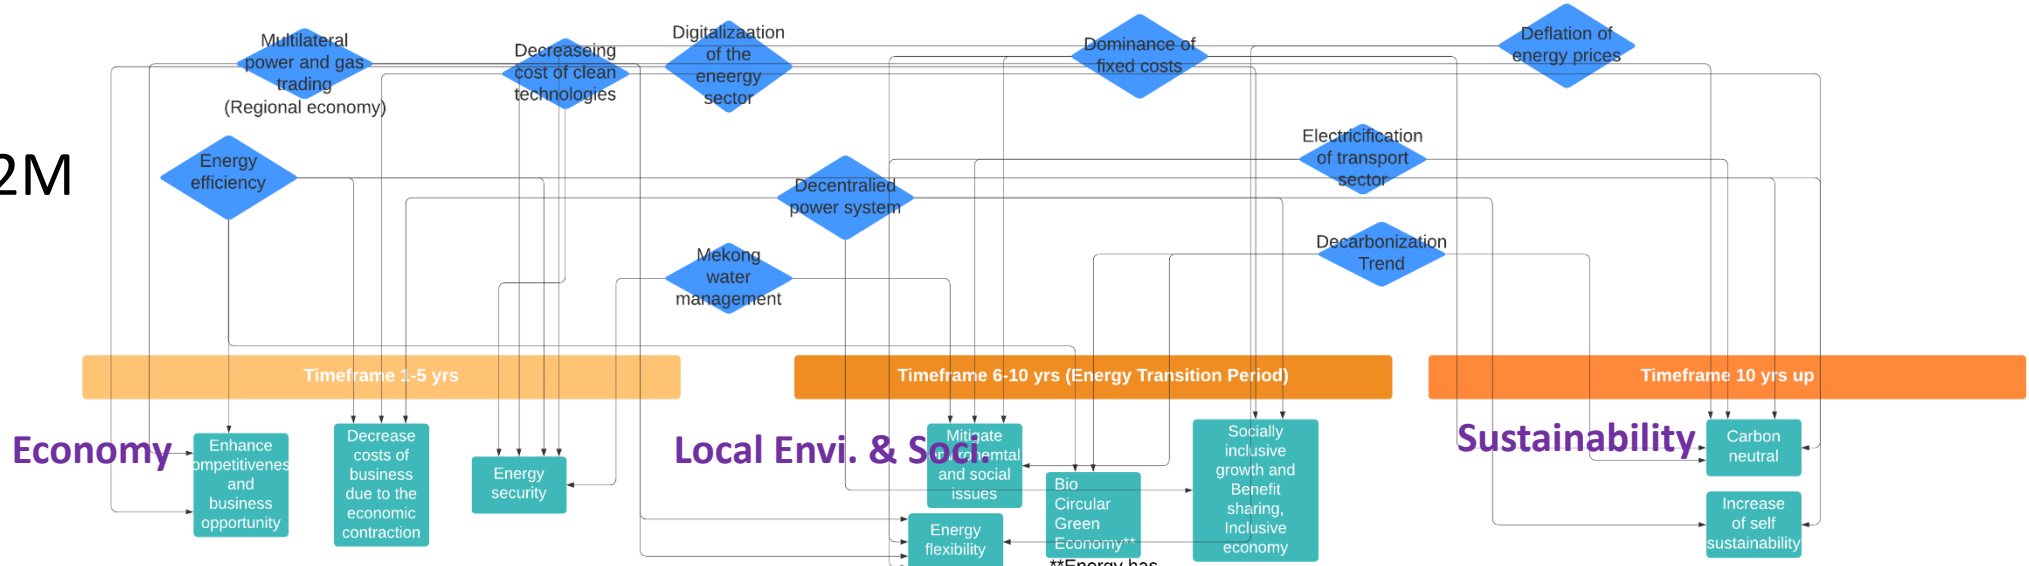 Multilateral
power and gas
trading
(Regional economy)
Decreaseing
cost of clean
technologies
Digitalizaation
of the
eneergy
sector
Dominance of
fixed costs
Deflation of
energy prices
2M
Energy
efficiency
Decentralied
power system
Electricification
of transport
sector
Mekong
water
management
Decarbonization
Trend
Timeframe 1-5 yrs
Timeframe 6-10 yrs (Energy Transition Period)
Timeframe 10 yrs up
Economy
Enhance
ompetitivenes
and
business
opportunity
Decrease
costs of
business
due to the
economic
contraction
Energy
security
Local Envi. & Soci.
Mitigate
and social
issues
Energy
flexibility
Bio
Circular
Green
Economy**
**Energy has
Socially
inclusive
growth and
Benefit
sharing,
Inclusive
economy
Sustainability
Carbon
neutral
Increase
of self
sustainability